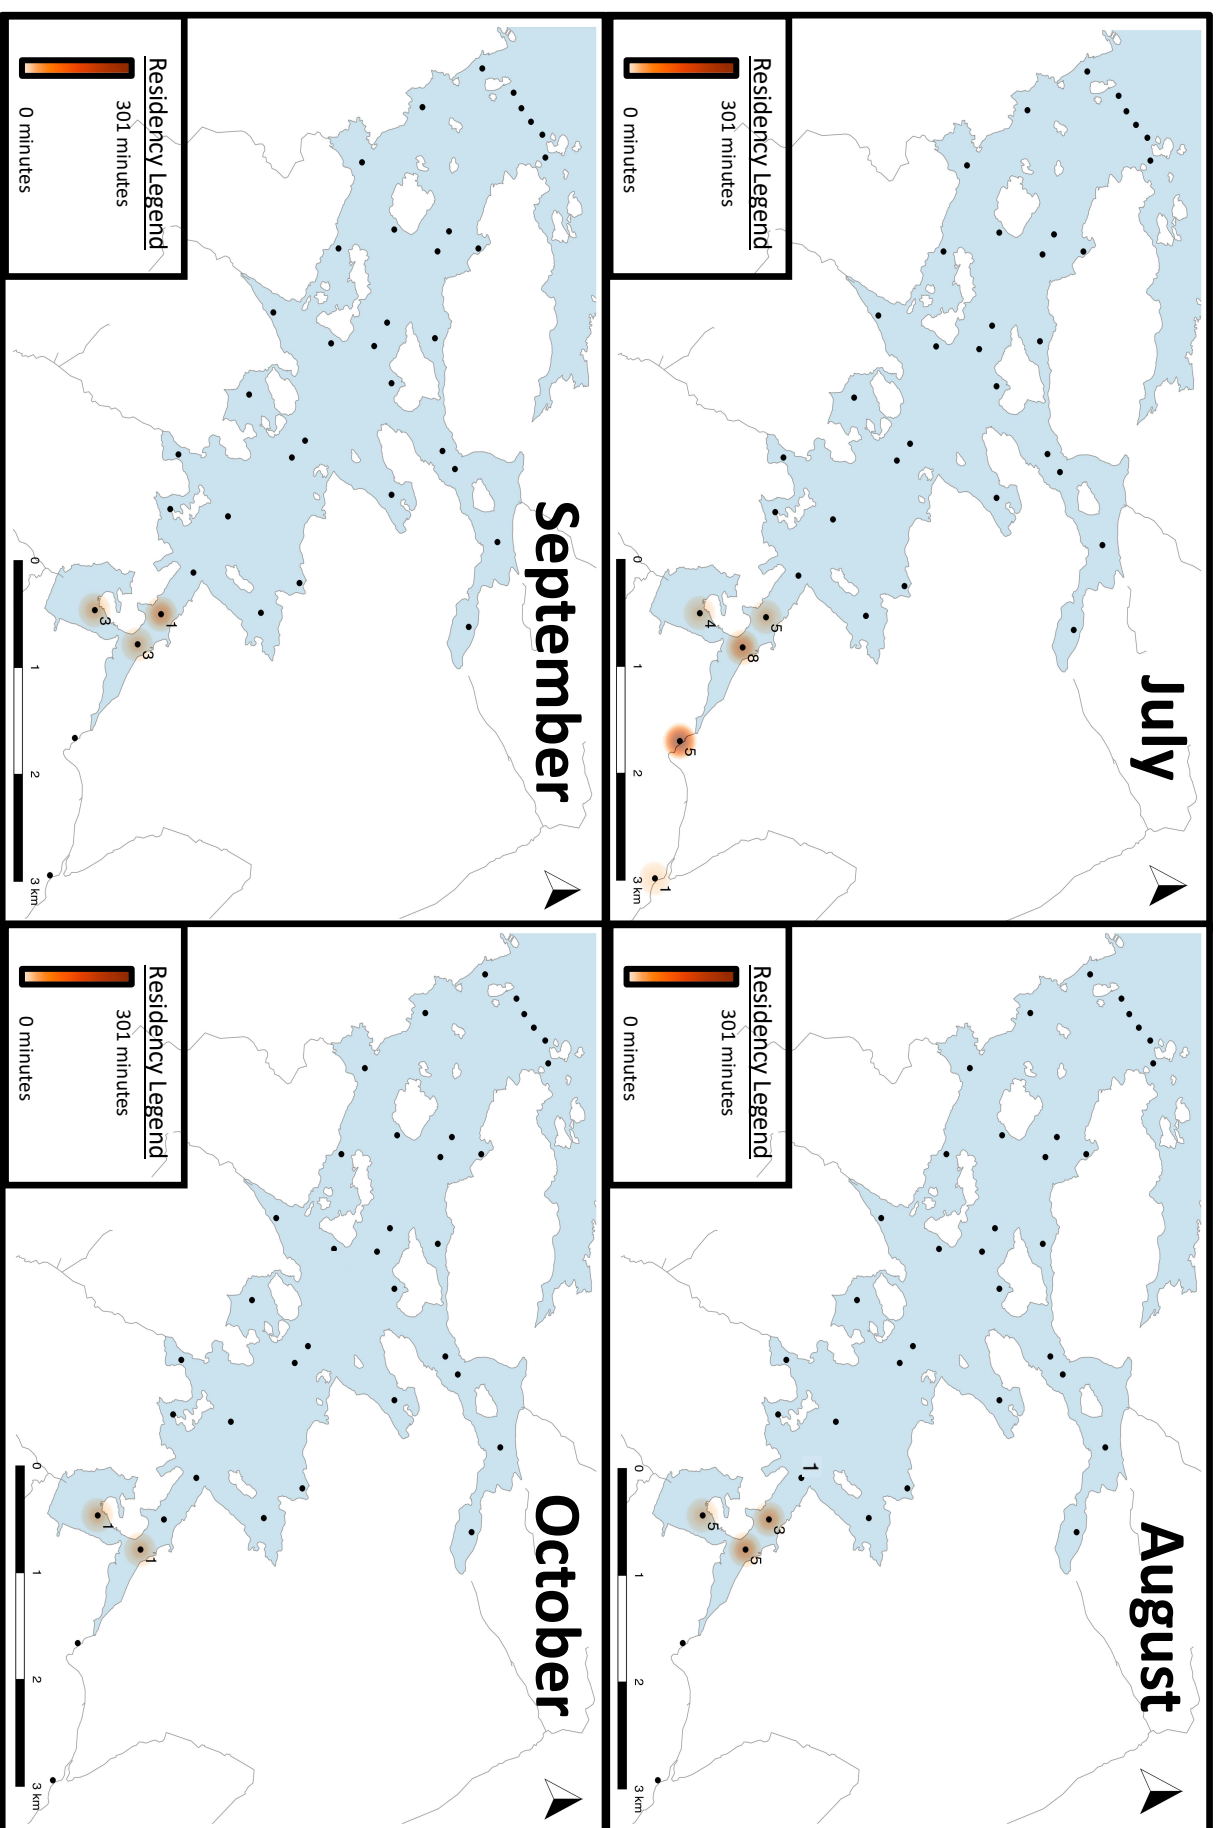 July
5
8
4
5
1
Residency Legend
301 minutes
0 minutes
0 1 2 3 km
August
1
3
5
5
Residency Legend
301 minutes
0 minutes
0 1 2 3 km
September
1
3
3
Residency Legend
301 minutes
0 minutes
0 1 2 3 km
October
1
1
Residency Legend
301 minutes
0 minutes
0 1 2 3 km